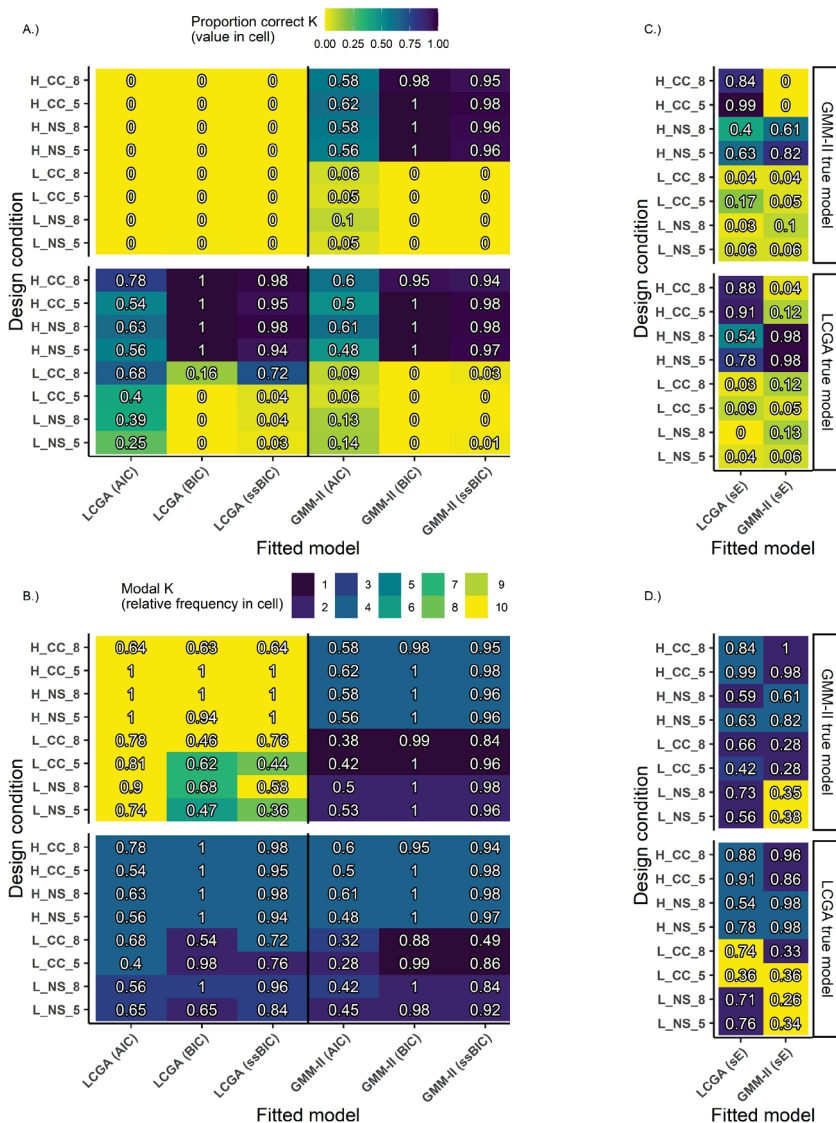 A.)
Proportion correct K
(value in cell)
0.00 0.25 0.50 0.75 1.00
Design condition
H_CC_8 0 0 0 0.58 0.98 0.95
H_CC_5 0 0 0 0.62 1 0.98
H_NS_8 0 0 0 0.58 1 0.96
H_NS_5 0 0 0 0.56 1 0.96
L_CC_8 0 0 0 0.06 0 0
L_CC_5 0 0 0 0.05 0 0
L_NS_8 0 0 0 0.1 0 0
L_NS_5 0 0 0 0.05 0 0
H_CC_8 0.78 1 0.98 0.6 0.95 0.94
H_CC_5 0.54 1 0.95 0.5 1 0.98
H_NS_8 0.63 1 0.98 0.61 1 0.98
H_NS_5 0.56 1 0.94 0.48 1 0.97
L_CC_8 0.68 0.16 0.72 0.09 0 0.03
L_CC_5 0.4 0 0.04 0.06 0 0
L_NS_8 0.39 0 0.04 0.13 0 0
L_NS_5 0.25 0 0.03 0.14 0 0.01
LCGA (AIC) LCGA (BIC) LCGA (ssBIC) GMM-II (AIC) GMM-II (BIC) GMM-II (ssBIC)
Fitted model
C.)
Design condition
H_CC_8 0.84 0
H_CC_5 0.99 0
H_NS_8 0.4 0.61
H_NS_5 0.63 0.82
L_CC_8 0.04 0.04
L_CC_5 0.17 0.05
L_NS_8 0.03 0.1
L_NS_5 0.06 0.06
GMM-II true model
H_CC_8 0.88 0.04
H_CC_5 0.91 0.12
H_NS_8 0.54 0.98
H_NS_5 0.78 0.98
L_CC_8 0.03 0.12
L_CC_5 0.09 0.05
L_NS_8 0 0.13
L_NS_5 0.04 0.06
LCGA true model
LCGA (sE) GMM-II (sE)
Fitted model
B.)
Modal K
(relative frequency in cell)
1 3 5 7 9
2 4 6 8 10
Design condition
H_CC_8 0.64 0.63 0.64 0.58 0.98 0.95
H_CC_5 1 1 1 0.62 1 0.98
H_NS_8 1 1 1 0.58 1 0.96
H_NS_5 1 0.94 1 0.56 1 0.96
L_CC_8 0.78 0.46 0.76 0.38 0.99 0.84
L_CC_5 0.81 0.62 0.44 0.42 1 0.96
L_NS_8 0.9 0.68 0.58 0.5 1 0.98
L_NS_5 0.74 0.47 0.36 0.53 1 0.96
H_CC_8 0.78 1 0.98 0.6 0.95 0.94
H_CC_5 0.54 1 0.95 0.5 1 0.98
H_NS_8 0.63 1 0.98 0.61 1 0.98
H_NS_5 0.56 1 0.94 0.48 1 0.97
L_CC_8 0.68 0.54 0.72 0.32 0.88 0.49
L_CC_5 0.4 0.98 0.76 0.28 0.99 0.86
L_NS_8 0.56 1 0.96 0.42 1 0.84
L_NS_5 0.65 0.65 0.84 0.45 0.98 0.92
LCGA (AIC) LCGA (BIC) LCGA (ssBIC) GMM-II (AIC) GMM-II (BIC) GMM-II (ssBIC)
Fitted model
D.)
Design condition
H_CC_8 0.84 1
H_CC_5 0.99 0.98
H_NS_8 0.59 0.61
H_NS_5 0.63 0.82
L_CC_8 0.66 0.28
L_CC_5 0.42 0.28
L_NS_8 0.73 0.35
L_NS_5 0.56 0.38
GMM-II true model
H_CC_8 0.88 0.96
H_CC_5 0.91 0.86
H_NS_8 0.54 0.98
H_NS_5 0.78 0.98
L_CC_8 0.74 0.33
L_CC_5 0.36 0.36
L_NS_8 0.71 0.26
L_NS_5 0.76 0.34
LCGA true model
LCGA (sE) GMM-II (sE)
Fitted model